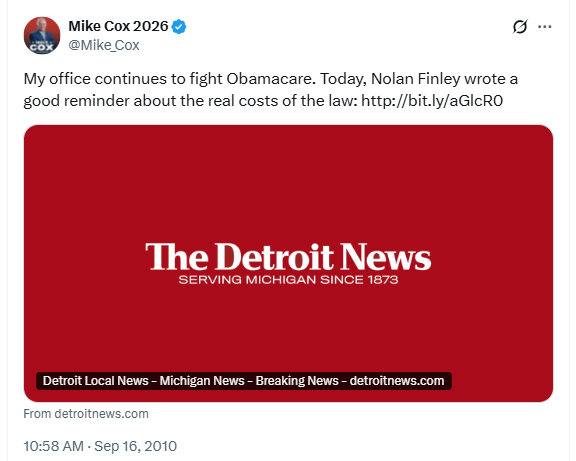 Mike Cox 2026
@Mike_Cox
My office continues to fight Obamacare. Today, Nolan Finley wrote a
good reminder about the real costs of the law: http://bit.ly/aGlcR0
The Detroit News
SERVING MICHIGAN SINCE 1873
Detroit Local News – Michigan News – Breaking News – detroitnews.com
From detroitnews.com
10:58 AM · Sep 16, 2010